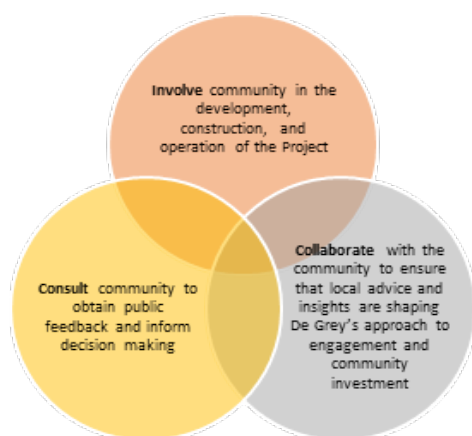 Involve community in the
development,
construction, and
operation of the Project
Consult community to
obtain public
feedback and inform
decision making
Collaborate with the
community to ensure
that local advice and
insights are shaping
De Grey's approach to
engagement and
community
investment